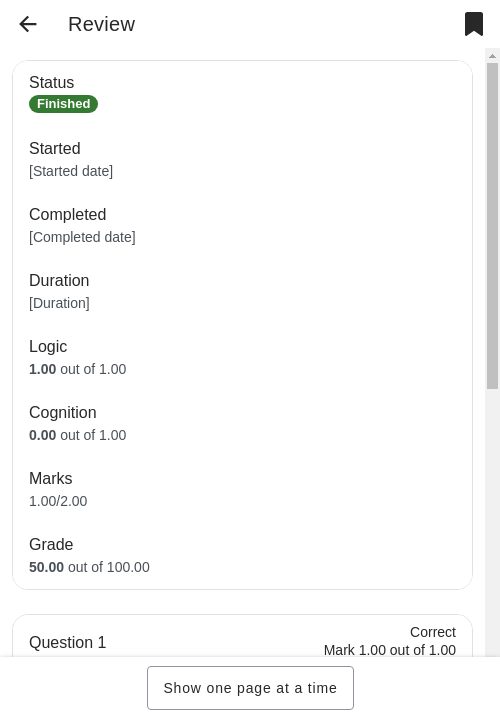 Review
Status
Finished
Started
[Started date]
Completed
[Completed date]
Duration
[Duration]
Logic
1.00 out of 1.00
Cognition
0.00 out of 1.00
Marks
1.00/2.00
Grade
50.00 out of 100.00
Question 1
Correct
Mark 1.00 out of 1.00
Show one page at a time